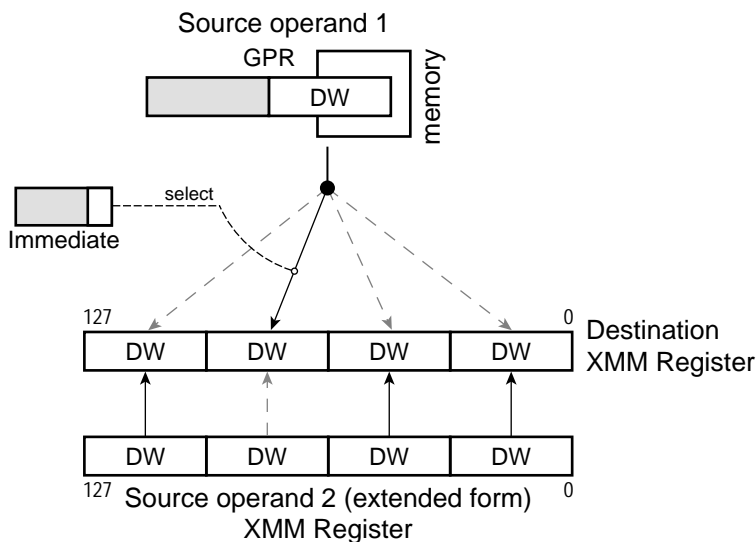 Source operand 1
GPR
DW
memory
select
Immediate
127
0
DW DW DW DW
Destination
XMM Register
DW DW DW DW
127
0
Source operand 2 (extended form)
XMM Register